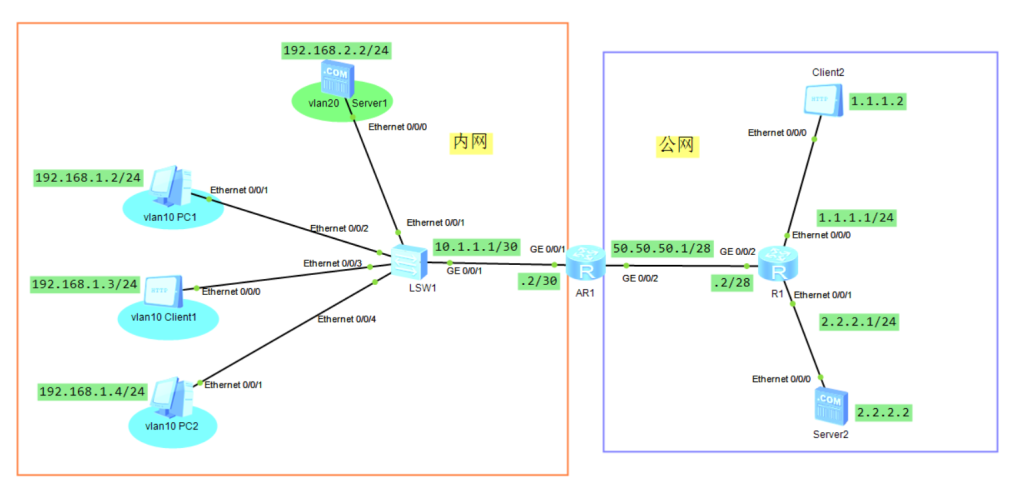 192.168.2.2/24
.COM
vlan20 Server1
Ethernet 0/0/0
内网
192.168.1.2/24
Ethernet 0/0/1
vlan10 PC1
Ethernet 0/0/2
Ethernet 0/0/1
Ethernet 0/0/3
192.168.1.3/24
HTTP
Ethernet 0/0/0
vlan10 Client1
10.1.1.1/30
GE 0/0/1
LSW1
Ethernet 0/0/4
192.168.1.4/24
Ethernet 0/0/1
vlan10 PC2
GE 0/0/1
.2/30
R
AR1
公网
Client2
HTTP
1.1.1.2
Ethernet 0/0/0
1.1.1.1/24
Ethernet 0/0/0
50.50.50.1/28
GE 0/0/2
GE 0/0/2
.2/28
R
R1
Ethernet 0/0/1
2.2.2.1/24
Ethernet 0/0/0
.COM
2.2.2.2
Server2